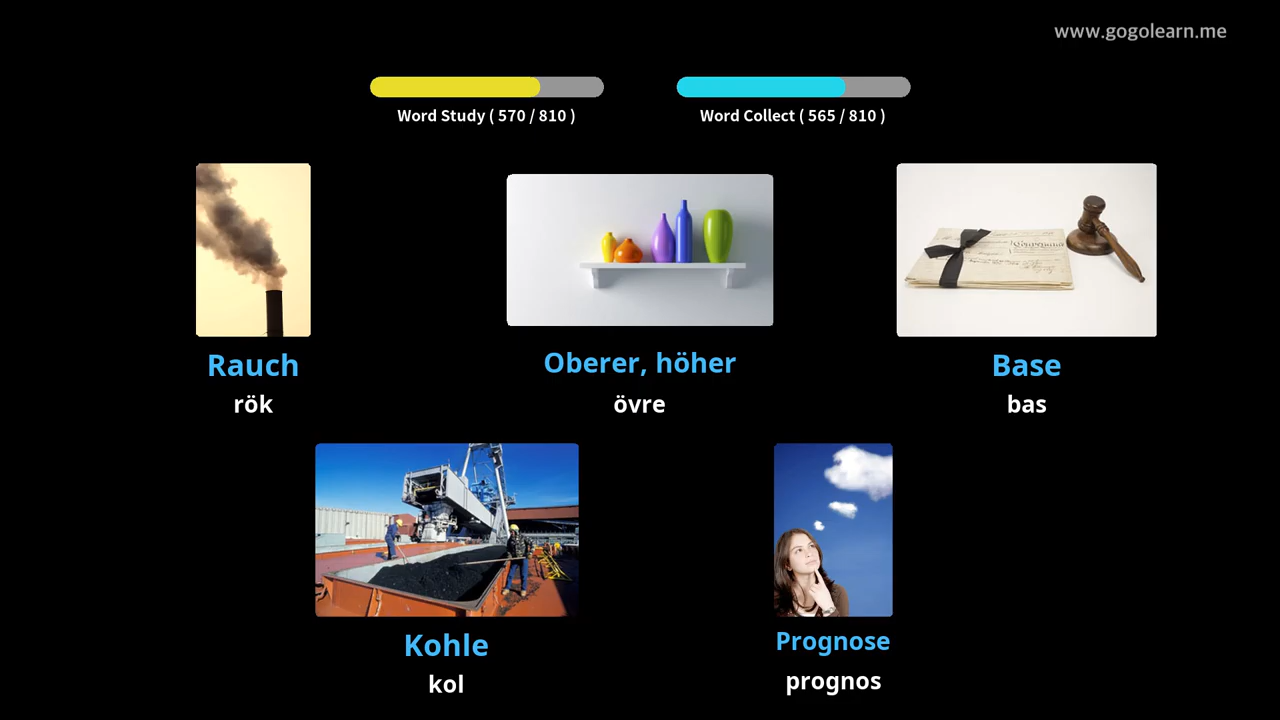 www.gogolearn.me
Word Study ( 570 / 810 )
Word Collect ( 565 / 810 )
Rauch
rök
Oberer, höher
övre
Base
bas
Kohle
kol
Prognose
prognos